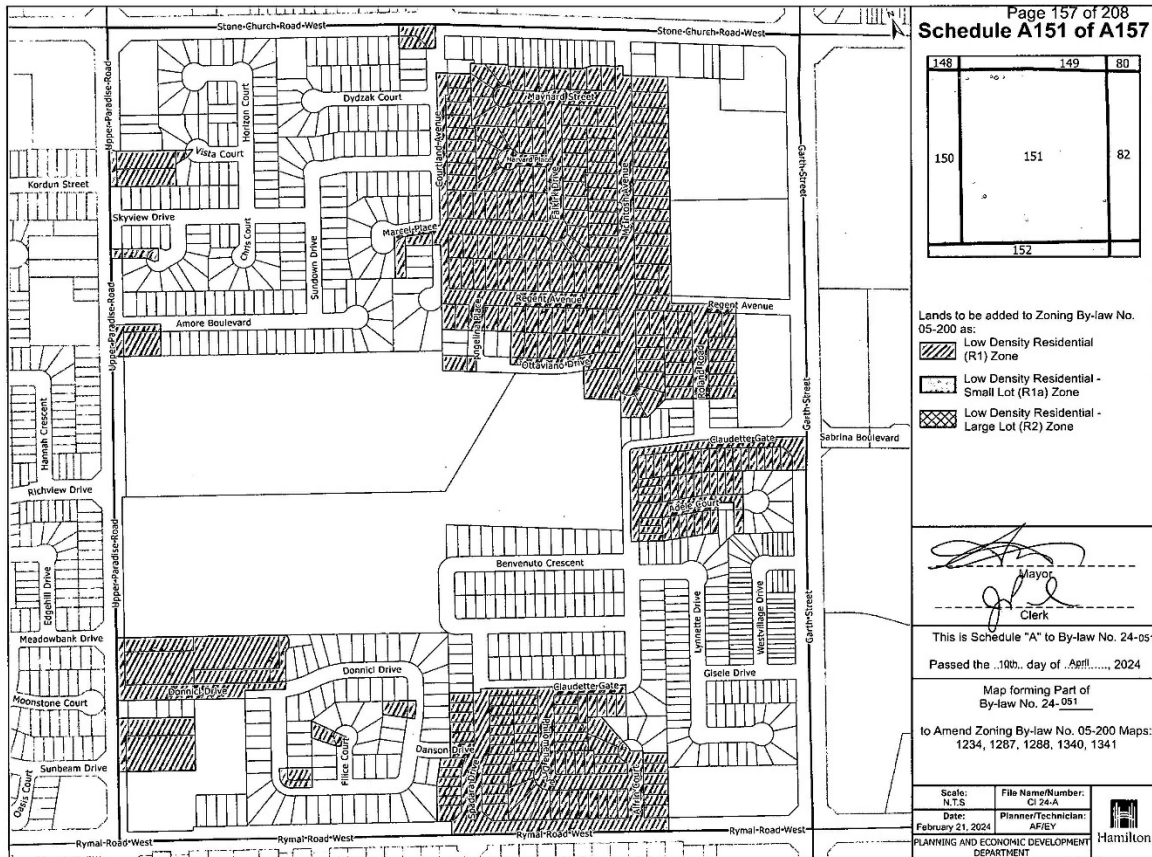 Page 157 of 208
Schedule A151 of A157
148
149
80
150
151
82
152
Lands to be added to Zoning By-law No.
05-200 as:
Low Density Residential
(R1) Zone
Low Density Residential -
Small Lot (R1a) Zone
Low Density Residential -
Large Lot (R2) Zone
Mayor
Clerk
This is Schedule "A" to By-law No. 24-05
Passed the ..10th.. day of ..April......, 2024
Map forming Part of
By-law No. 24-051
to Amend Zoning By-law No. 05-200 Maps:
1234, 1287, 1288, 1340, 1341
Scale:
N.T.S
File Name/Number:
CI 24-A
Date:
February 21, 2024
Planner/Technician:
AF/EY
PLANNING AND ECONOMIC DEVELOPMENT
DEPARTMENT
Hamilton
N
Stone-Church-Road-West
Stone-Church-Road-West
Upper-Paradise-Road
Horizon Court
Dydzak Court
Courtland-Avenue
Maynard Street
Harvard Place
Falkirk Drive
McIntosh Avenue
Garth-Street
Vista Court
Kordun Street
Skyview Drive
Chris Court
Sundown Drive
Marcel-Place
Regent Avenue
Regent Avenue
Upper-Paradise-Road
Amore Boulevard
Angelina Place
Ottaviano Drive
Roland Road
Garth-Street
Hannah Crescent
Claudette Gate
Sabrina Boulevard
Richview Drive
Adele Court
Upper-Paradise-Road
Edgehill Drive
Benvenuto Crescent
Lynnette Drive
Westvillage Drive
Garth-Street
Meadowbank Drive
Donnici Drive
Gisele Drive
Donnici Drive
Claudette Gate
Moonstone Court
Filice Court
Danson Drive
Spadara Drive
Sunbeam Drive
Oasis Court
Rymal-Road-West
Rymal-Road-West
Rymal-Road-West